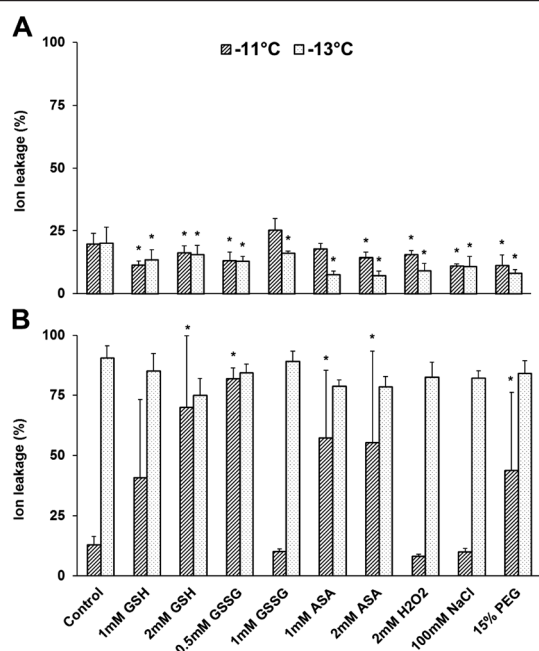 A
100
-11°C -13°C
75
Ion leakage (%)
50
25
* * * * * * * * * * * * * * * *
0
B
100
75
Ion leakage (%)
50
25
* * * * *
0
Control
1mM GSH
2mM GSH
0.5mM GSSG
1mM GSSG
1mM ASA
2mM ASA
2mM H2O2
100mM NaCl
15% PEG